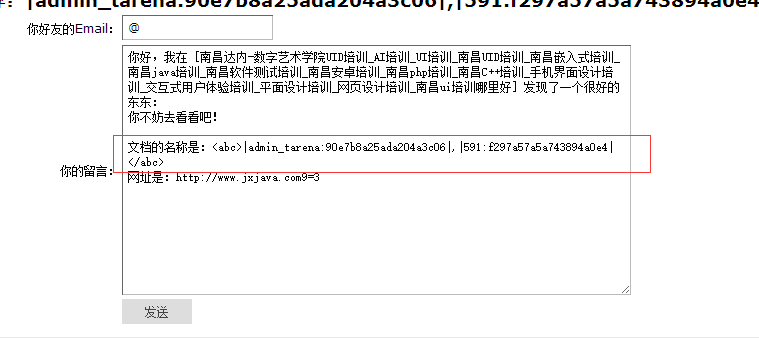 |admin_tarena:90e7b8a25ada204a3c06|,|591:f297a57a5a743894a0e4
你好友的Email： @
你好，我在 [南昌达内-数字艺术学院UID培训_AI培训_UI培训_南昌UID培训_南昌嵌入式培训_
南昌java培训_南昌软件测试培训_南昌安卓培训_南昌php培训_南昌C++培训_手机界面设计培
训_交互式用户体验培训_平面设计培训_网页设计培训_南昌ui培训哪里好] 发现了一个很好的
东东：
你不妨去看看吧！
文档的名称是：<abc>|admin_tarena:90e7b8a25ada204a3c06|,|591:f297a57a5a743894a0e4|
</abc>
你的留言：
网址是：http://www.jxjava.com9=3
发送